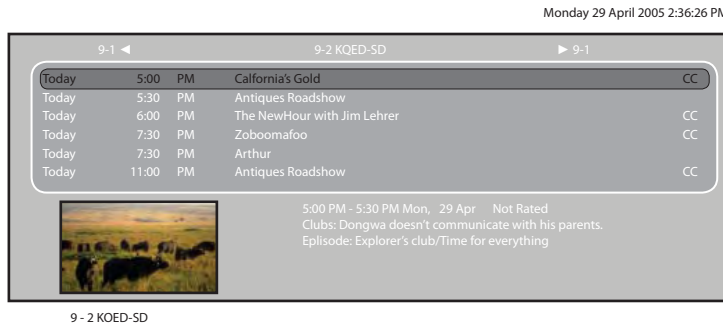 Monday 29 April 2005 2:36:26 PM
9-1 ◄ 9-2 KQED-SD ► 9-1
Today 5:00 PM Calfornia's Gold CC
Today 5:30 PM Antiques Roadshow
Today 6:00 PM The NewHour with Jim Lehrer CC
Today 7:30 PM Zoboomafoo CC
Today 7:30 PM Arthur
Today 11:00 PM Antiques Roadshow CC
5:00 PM - 5:30 PM Mon, 29 Apr Not Rated
Clubs: Dongwa doesn't communicate with his parents.
Eplisode: Explorer's club/Time for everything
9 - 2 KOED-SD